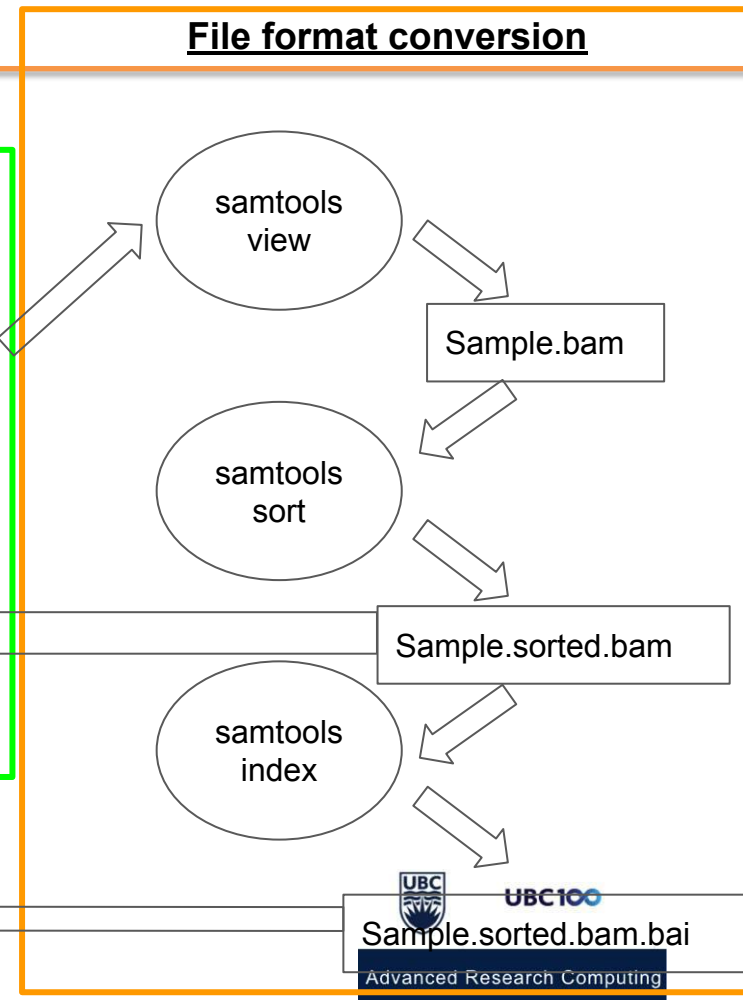 File format conversion
samtools
view
Sample.bam
samtools
sort
Sample.sorted.bam
samtools
index
UBC
UBC100
Sample.sorted.bam.bai
Advanced Research Computing